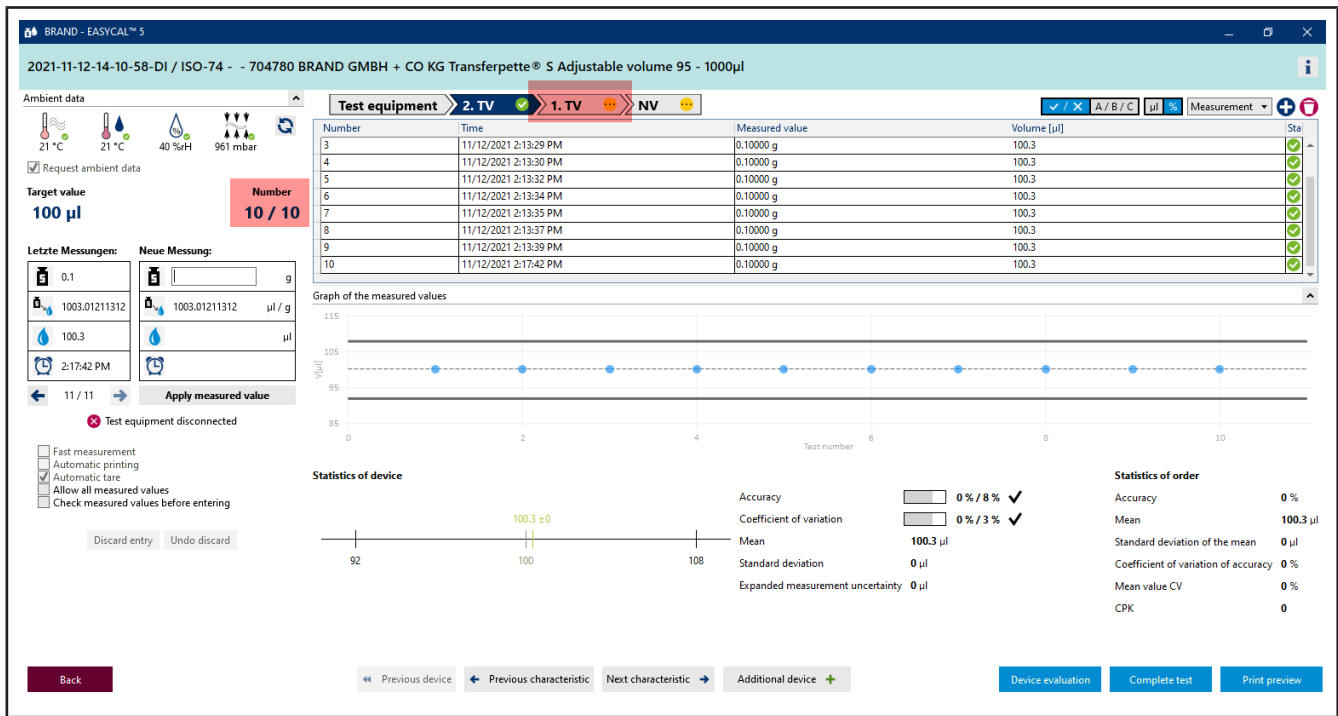 BRAND - EASYCAL™ 5
2021-11-12-14-10-58-DI / ISO-74 - - 704780 BRAND GMBH + CO KG Transferpette® S Adjustable volume 95 - 1000µl
i
Ambient data
21 °C
21 °C
%
40 %rH
961 mbar
Request ambient data
Target value
Number
100 µl
10 / 10
Letzte Messungen:
Neue Messung:
0.1
g
1003.01211312
1003.01211312
µl / g
100.3
µl
2:17:42 PM
11 / 11
Apply measured value
Test equipment disconnected
Fast measurement
Automatic printing
Automatic tare
Allow all measured values
Check measured values before entering
Discard entry
Undo discard
Test equipment
2. TV
1. TV
NV
✓ / X
A / B / C
µl
%
Measurement
Number Time Measured value Volume [µl] Sta
3 11/12/2021 2:13:29 PM 0.10000 g 100.3
4 11/12/2021 2:13:30 PM 0.10000 g 100.3
5 11/12/2021 2:13:32 PM 0.10000 g 100.3
6 11/12/2021 2:13:34 PM 0.10000 g 100.3
7 11/12/2021 2:13:35 PM 0.10000 g 100.3
8 11/12/2021 2:13:37 PM 0.10000 g 100.3
9 11/12/2021 2:13:39 PM 0.10000 g 100.3
10 11/12/2021 2:17:42 PM 0.10000 g 100.3
Graph of the measured values
115
105
95
85
V[µl]
0 2 4 6 8 10
Test number
Statistics of device
100.3 ±0
92 100 108
Accuracy 0 % / 8 %
Coefficient of variation 0 % / 3 %
Mean 100.3 µl
Standard deviation 0 µl
Expanded measurement uncertainty 0 µl
Statistics of order
Accuracy 0 %
Mean 100.3 µl
Standard deviation of the mean 0 µl
Coefficient of variation of accuracy 0 %
Mean value CV 0 %
CPK 0
Back
Previous device
Previous characteristic
Next characteristic
Additional device
Device evaluation
Complete test
Print preview